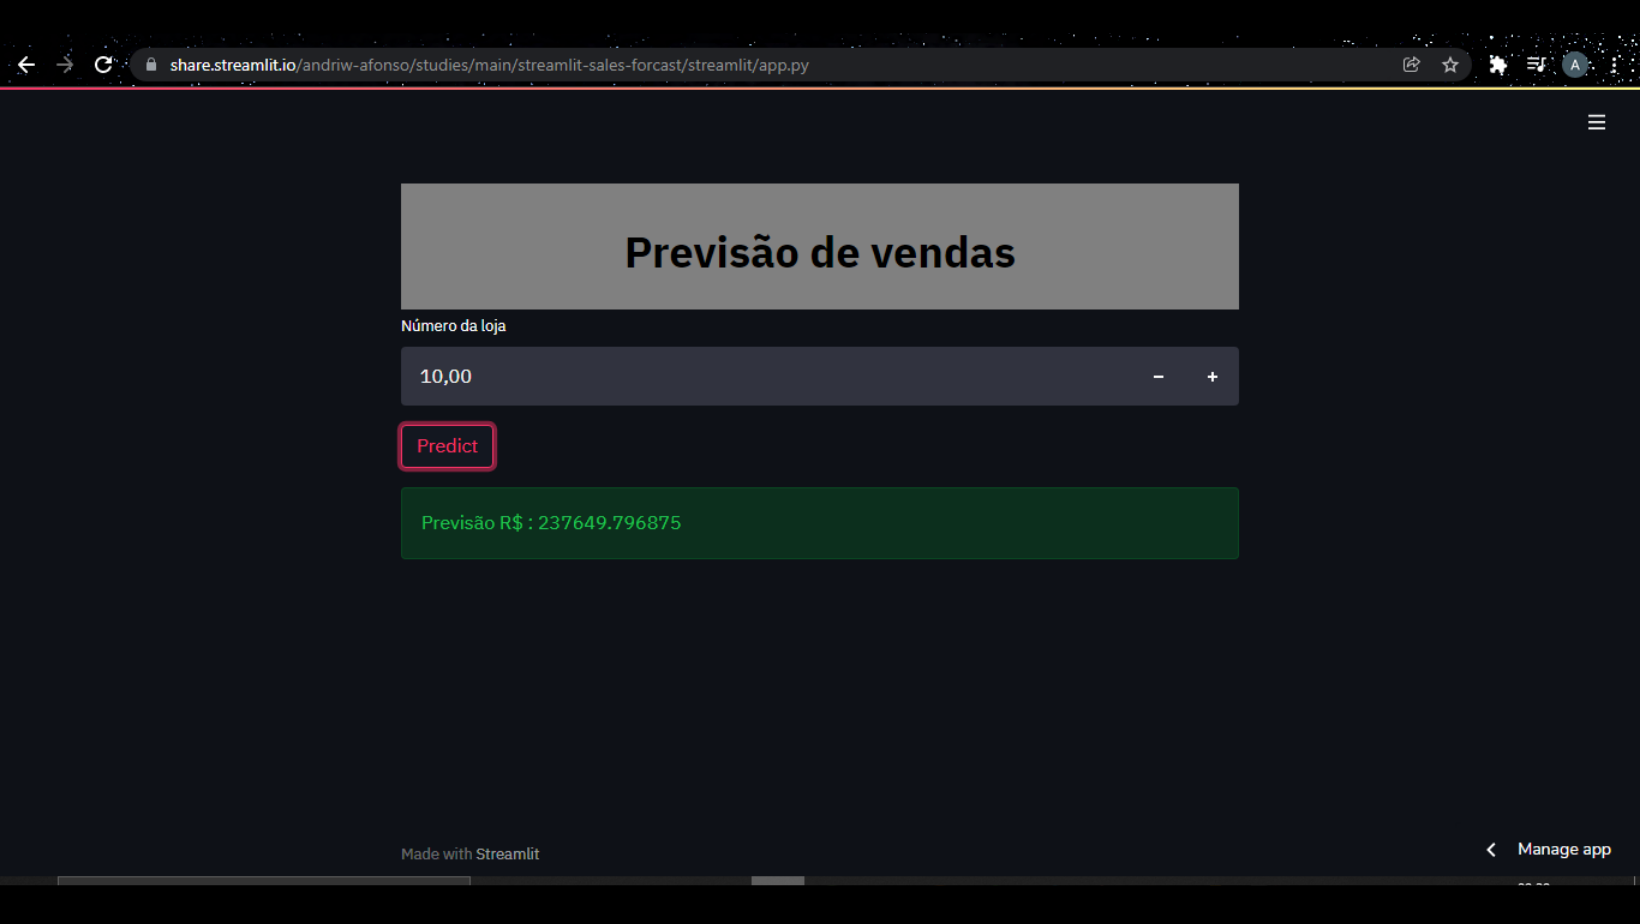 share.streamlit.io/andriw-afonso/studies/main/streamlit-sales-forcast/streamlit/app.py
A
Previsão de vendas
Número da loja
10,00
- +
Predict
Previsão R$ : 237649.796875
Made with Streamlit
Manage app